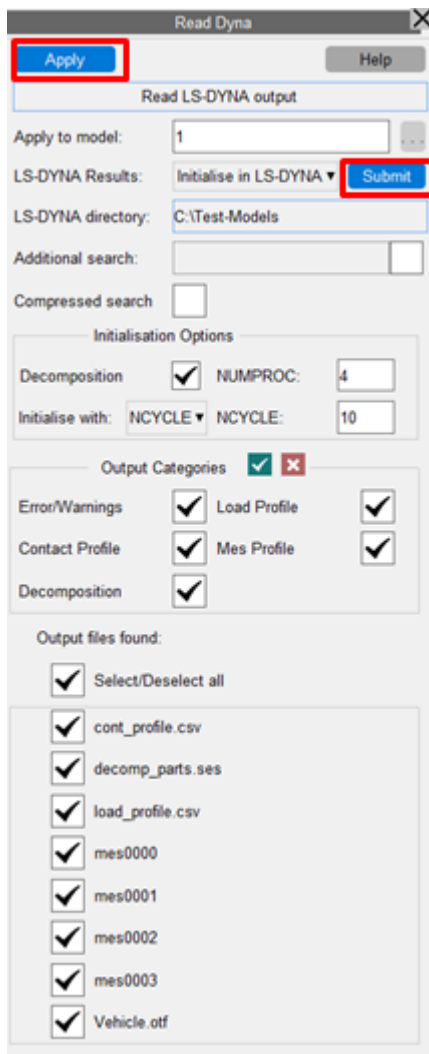 Read Dyna
Apply Help
Read LS-DYNA output
Apply to model: 1 ...
LS-DYNA Results: Initialise in LS-DYNA Submit
LS-DYNA directory: C:\Test-Models
Additional search:
Compressed search
Initialisation Options
Decomposition NUMPROC: 4
Initialise with: NCYCLE NCYCLE: 10
Output Categories
Error/Warnings Load Profile
Contact Profile Mes Profile
Decomposition
Output files found:
Select/Deselect all
cont_profile.csv
decomp_parts.ses
load_profile.csv
mes0000
mes0001
mes0002
mes0003
Vehicle.otf